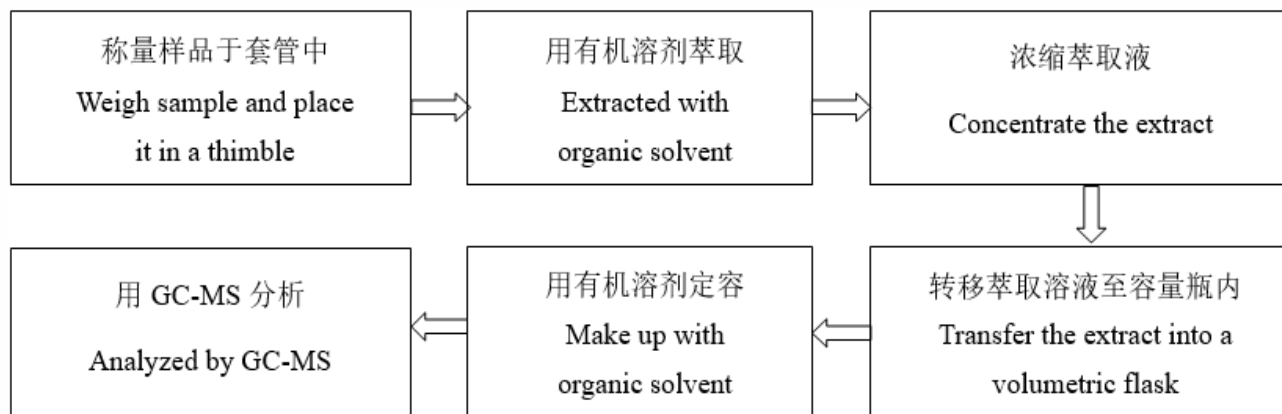 称量样品于套管中
Weigh sample and place
it in a thimble
用有机溶剂萃取
Extracted with
organic solvent
浓缩萃取液
Concentrate the extract
转移萃取溶液至容量瓶内
Transfer the extract into a
volumetric flask
用有机溶剂定容
Make up with
organic solvent
用 GC-MS 分析
Analyzed by GC-MS